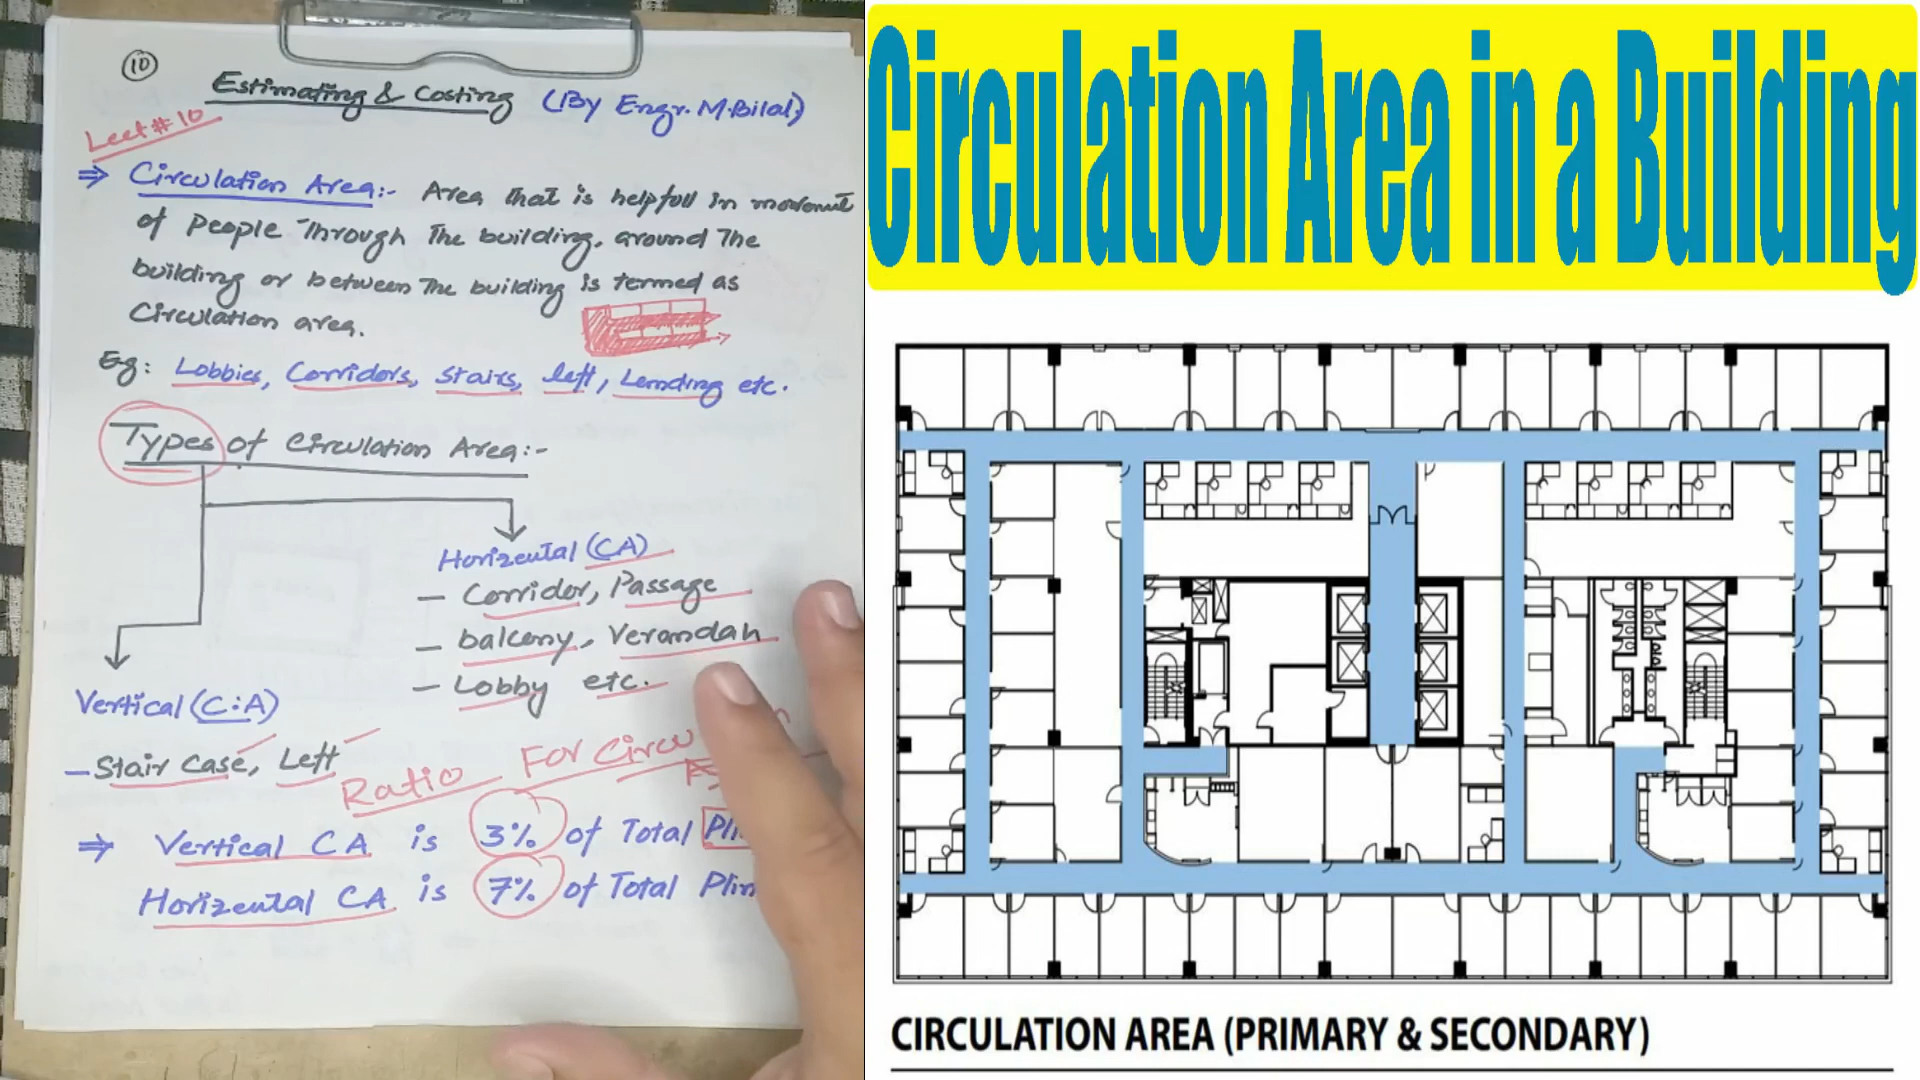 10
Estimating & Costing (By Engr. M.Bilal)
Lect # 10
⇒ Circulation Area:- Area that is helpfull in movemnt
of People Through The building, around The
building or between The building is termed as
Circulation area.
Eg: Lobbies, Corridors, Stairs, left, Lending etc.
Types of Circulation Area:-
Horizental (CA)
— Corridor, Passage
— balcony, Verandah
— Lobby etc.
Vertical (C:A)
— Stair Case, Left
Ratio For Circu
⇒ Vertical CA is 3% of Total Pli
Horizental CA is 7% of Total Plin
Circulation Area in a Building
CIRCULATION AREA (PRIMARY & SECONDARY)